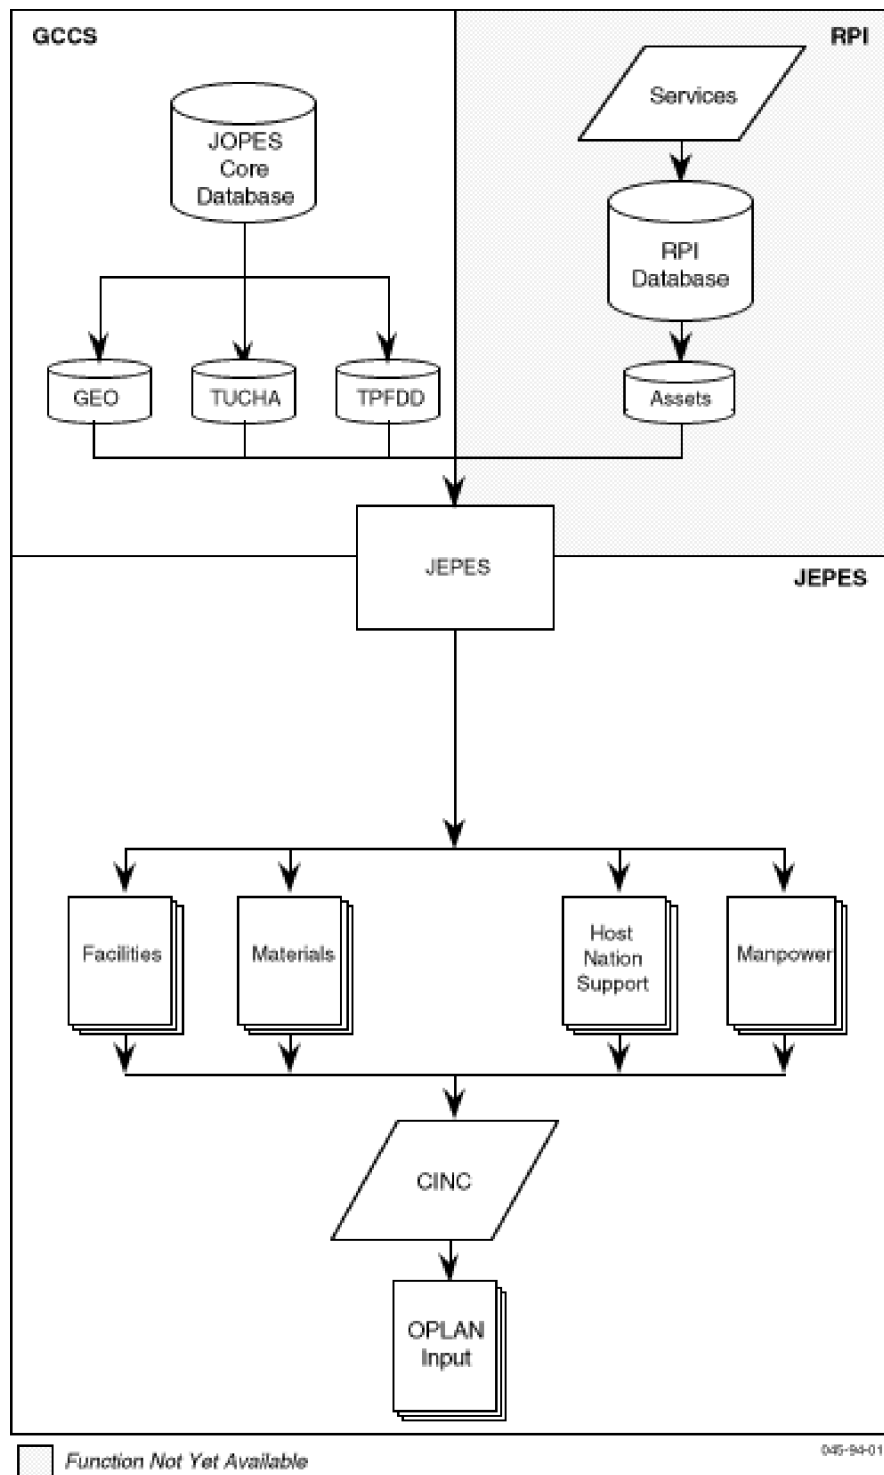 GCCS
RPI
JOPES
Core
Database
Services
RPI
Database
GEO
TUCHA
TPFDD
Assets
JEPES
JEPES
Facilities
Materials
Host
Nation
Support
Manpower
CINC
OPLAN
Input
Function Not Yet Available
045-94-01